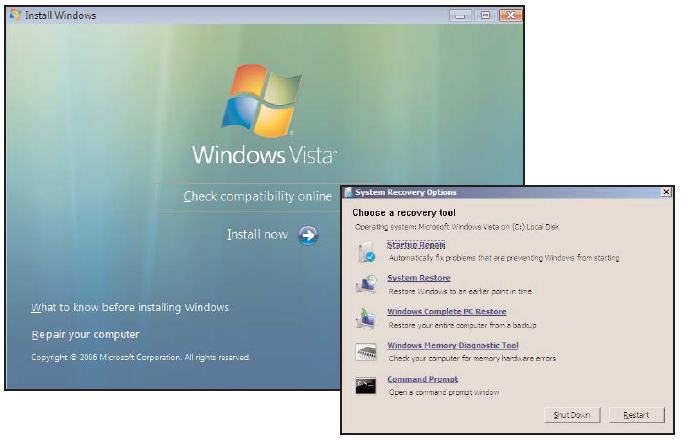 Install Windows
Windows Vista™
Check compatibility online
Install now
What to know before installing Windows
Repair your computer
Copyright © 2006 Microsoft Corporation. All rights reserved.
System Recovery Options
Choose a recovery tool
Operating system: Microsoft Windows Vista on (C:) Local Disk
Startup Repair
Automatically fix problems that are preventing Windows from starting
System Restore
Restore Windows to an earlier point in time
Windows Complete PC Restore
Restore your entire computer from a backup
Windows Memory Diagnostic Tool
Check your computer for memory hardware errors
Command Prompt
Open a command prompt window
Shut Down
Restart